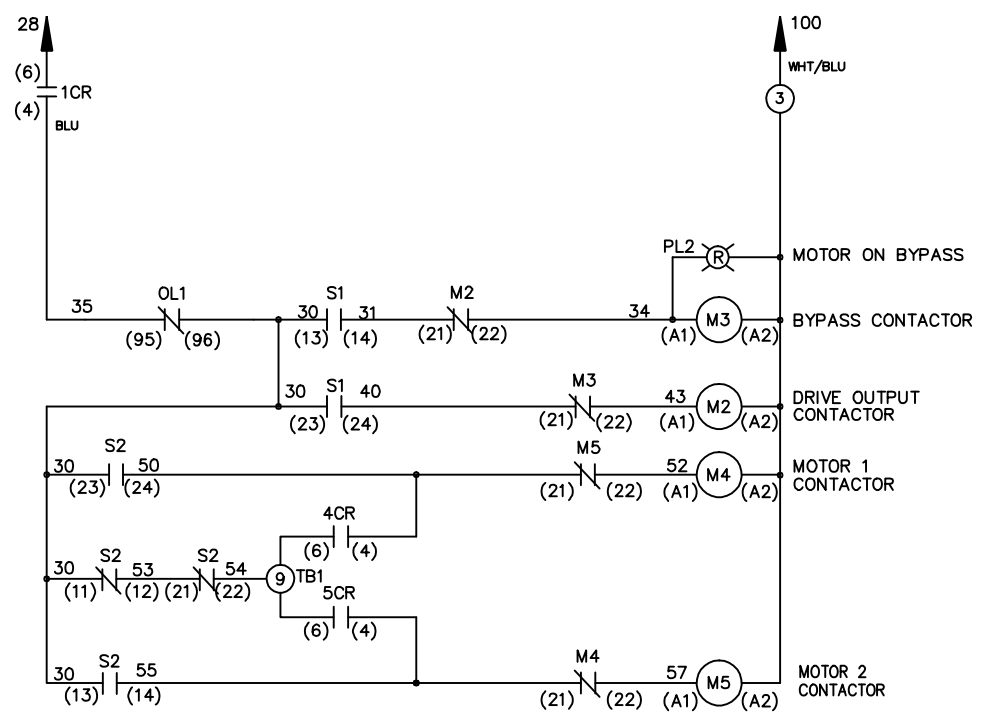 28
100
(6)
WHT/BLU
1CR
3
(4)
BLU
PL2
R
MOTOR ON BYPASS
35
OL1
S1
M2
30
31
34
M3
BYPASS CONTACTOR
(95)
(96)
(13)
(14)
(21)
(22)
(A1)
(A2)
30
S1
40
M3
43
M2
DRIVE OUTPUT
CONTACTOR
(23)
(24)
(21)
(22)
(A1)
(A2)
30
S2
50
M5
52
M4
MOTOR 1
CONTACTOR
(23)
(24)
(21)
(22)
(A1)
(A2)
4CR
(6)
(4)
30
S2
53
S2
54
9
TB1
(11)
(12)
(21)
(22)
5CR
(6)
(4)
30
S2
55
M4
57
M5
MOTOR 2
CONTACTOR
(13)
(14)
(21)
(22)
(A1)
(A2)